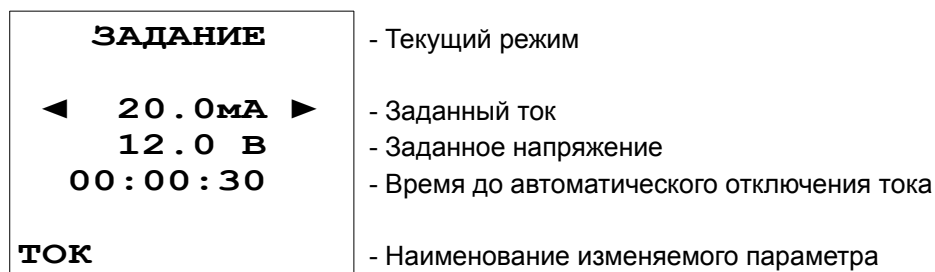 ЗАДАНИЕ - Текущий режим
◄ 20.0мА ► - Заданный ток
12.0 В - Заданное напряжение
00:00:30 - Время до автоматического отключения тока
ТОК - Наименование изменяемого параметра